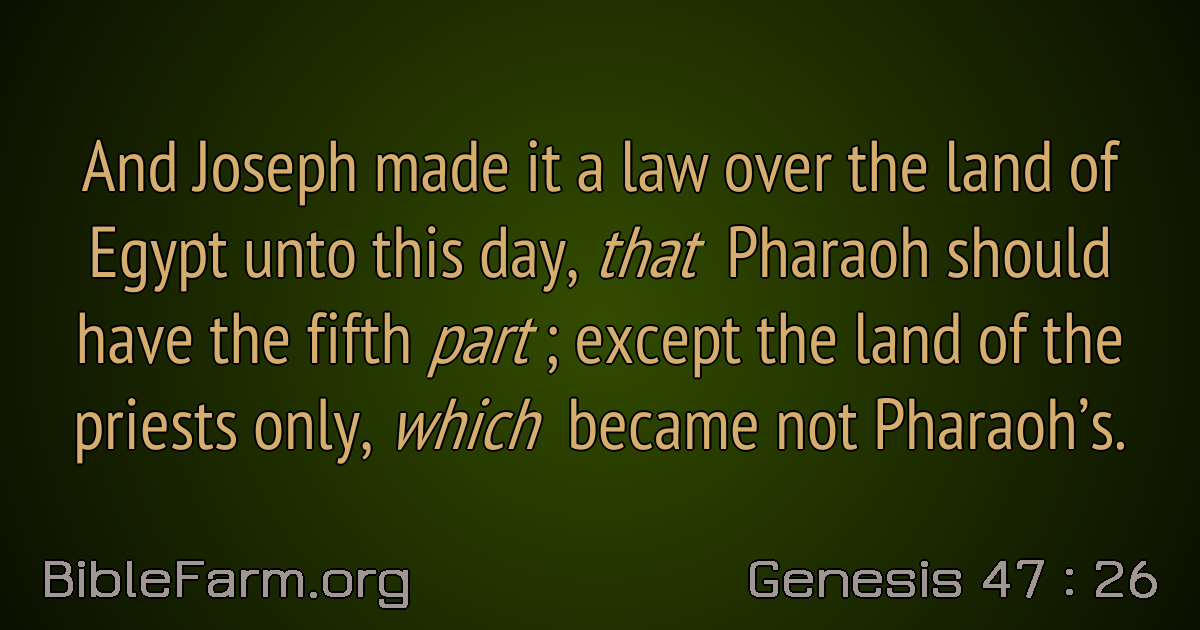 And Joseph made it a law over the land of
Egypt unto this day, that Pharaoh should
have the fifth part ; except the land of the
priests only, which became not Pharaoh’s.
BibleFarm.org
Genesis 47 : 26